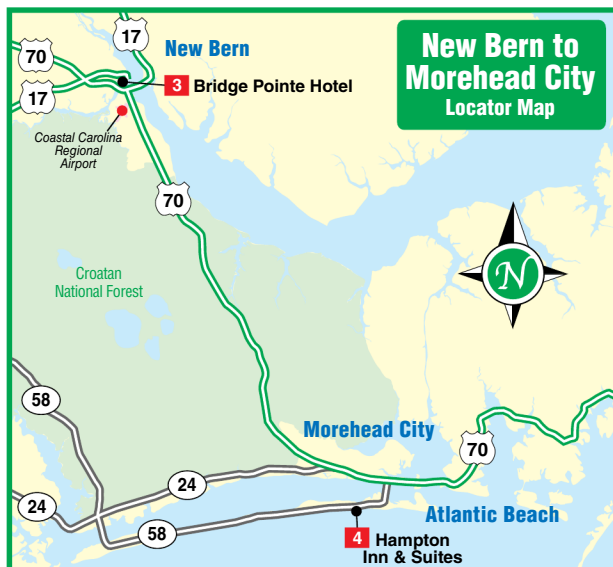 17
New Bern
70
New Bern to
Morehead City
Locator Map
3 Bridge Pointe Hotel
17
Coastal Carolina
Regional
Airport
70
Croatan
National Forest
N
58
Morehead City
70
24
24
Atlantic Beach
58
4 Hampton
Inn & Suites